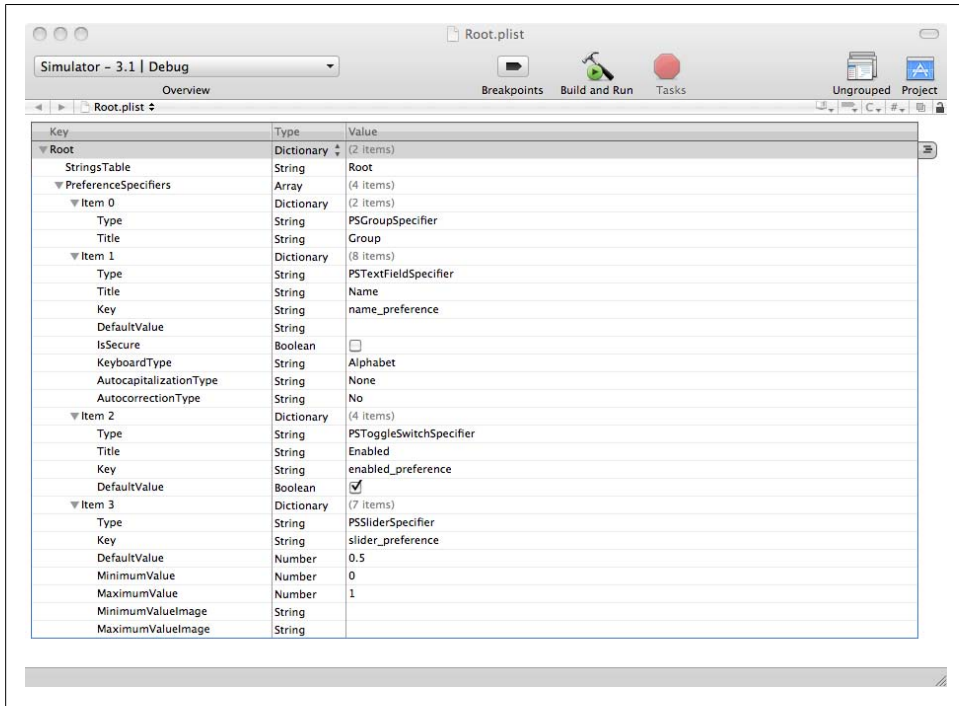 Root.plist
Simulator - 3.1 | Debug
Overview
Breakpoints
Build and Run
Tasks
Ungrouped
Project
Root.plist
C
#
Key Type Value
Root Dictionary (2 items)
StringsTable String Root
PreferenceSpecifiers Array (4 items)
Item 0 Dictionary (2 items)
Type String PSGroupSpecifier
Title String Group
Item 1 Dictionary (8 items)
Type String PSTextFieldSpecifier
Title String Name
Key String name_preference
DefaultValue String
IsSecure Boolean
KeyboardType String Alphabet
AutocapitalizationType String None
AutocorrectionType String No
Item 2 Dictionary (4 items)
Type String PSToggleSwitchSpecifier
Title String Enabled
Key String enabled_preference
DefaultValue Boolean
Item 3 Dictionary (7 items)
Type String PSSliderSpecifier
Key String slider_preference
DefaultValue Number 0.5
MinimumValue Number 0
MaximumValue Number 1
MinimumValueImage String
MaximumValueImage String